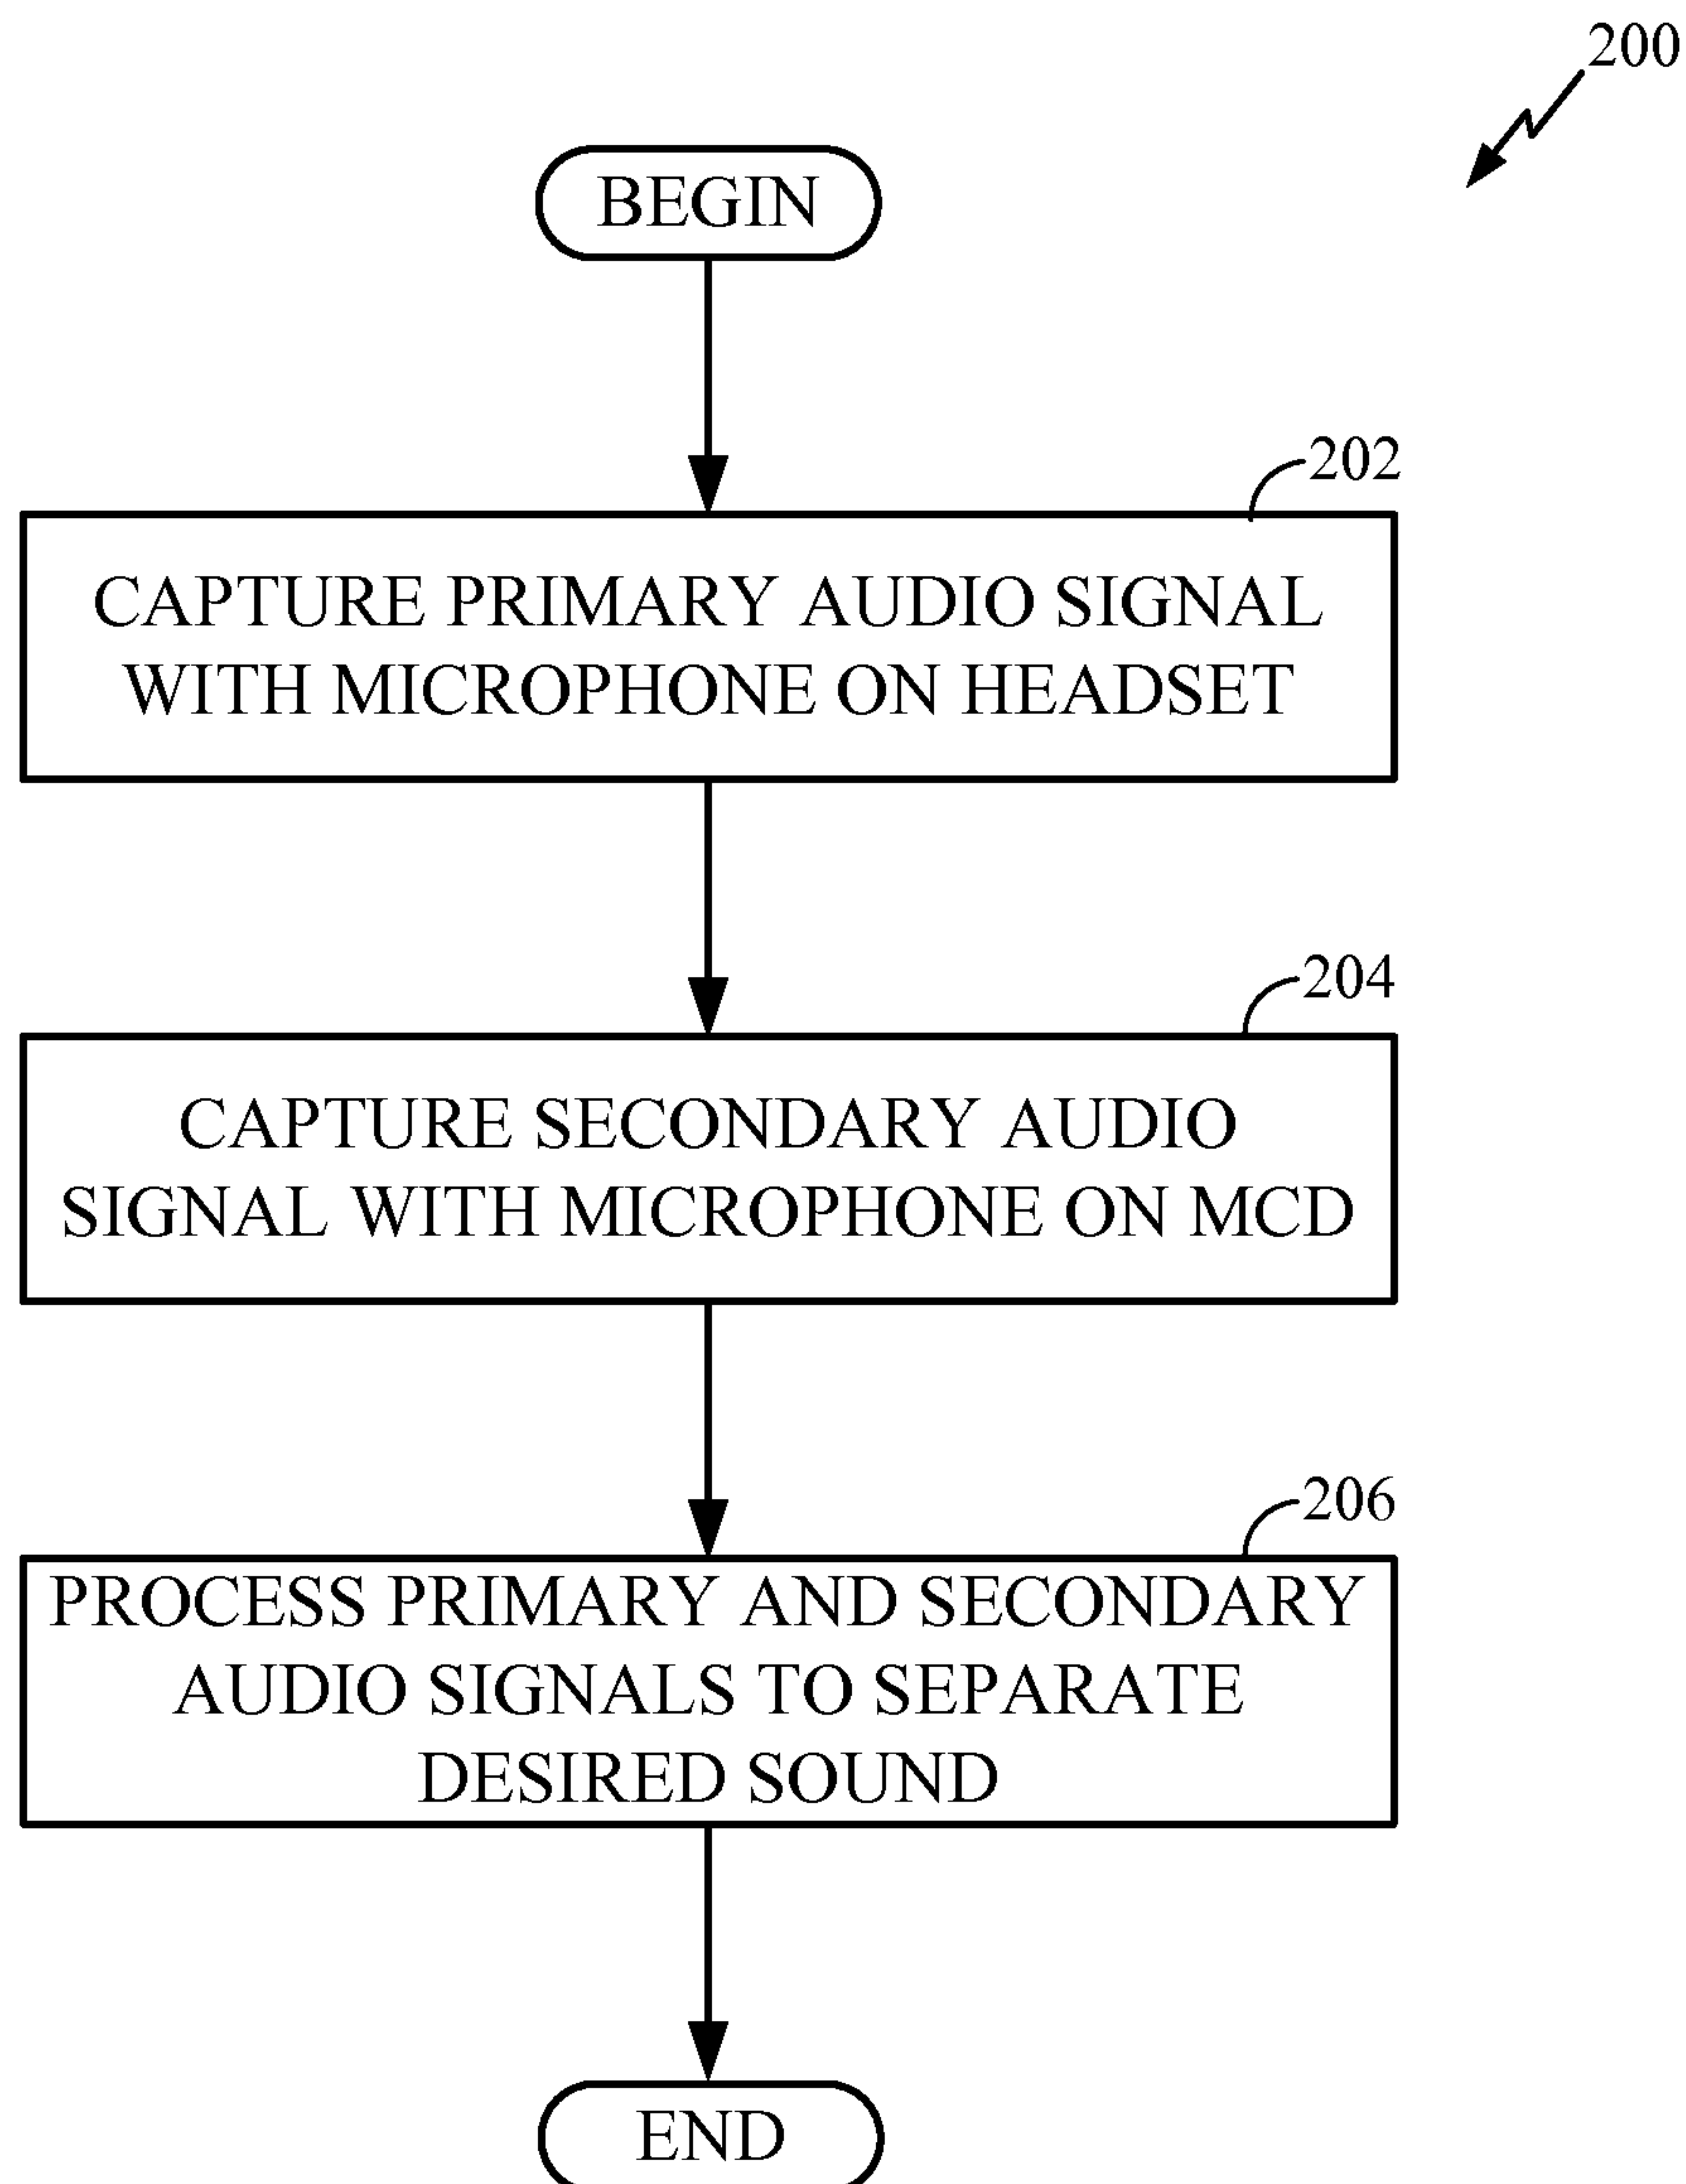 200
BEGIN
202
CAPTURE PRIMARY AUDIO SIGNAL
WITH MICROPHONE ON HEADSET
204
CAPTURE SECONDARY AUDIO
SIGNAL WITH MICROPHONE ON MCD
206
PROCESS PRIMARY AND SECONDARY
AUDIO SIGNALS TO SEPARATE
DESIRED SOUND
END